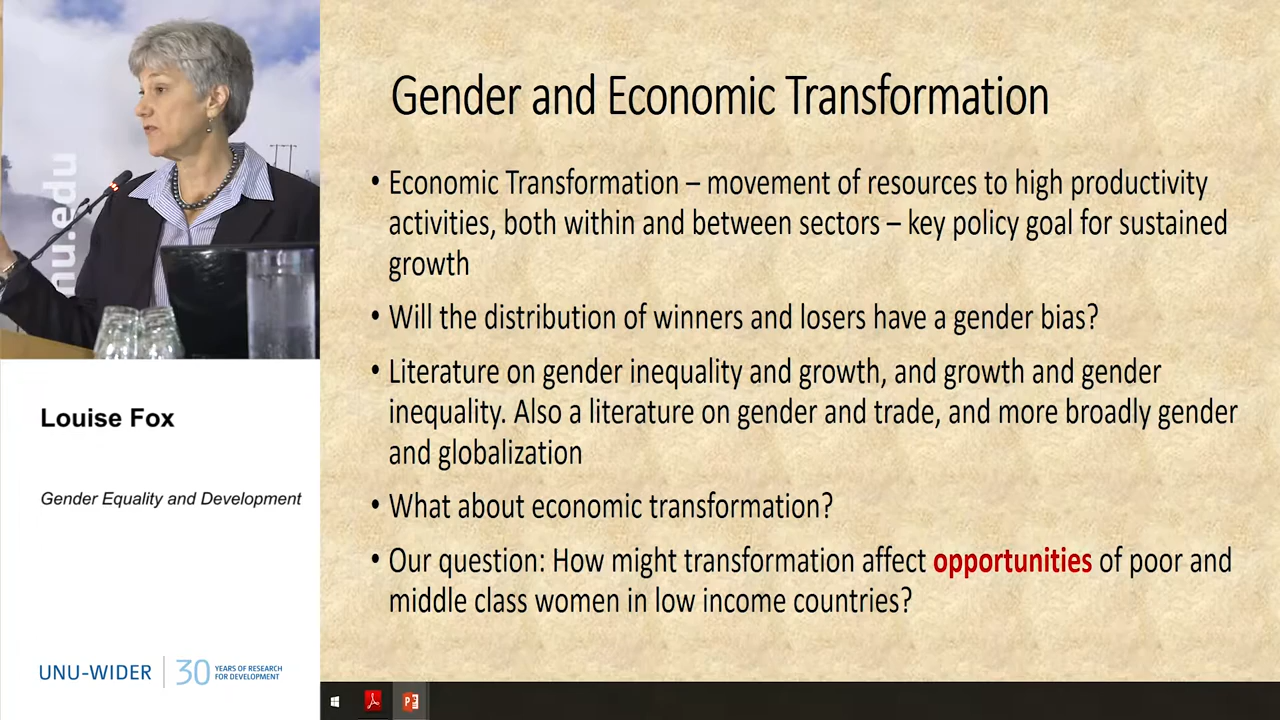 nu.edu
Louise Fox
Gender Equality and Development
UNU-WIDER
30
YEARS OF RESEARCH
FOR DEVELOPMENT
Gender and Economic Transformation
• Economic Transformation – movement of resources to high productivity
activities, both within and between sectors – key policy goal for sustained
growth
• Will the distribution of winners and losers have a gender bias?
• Literature on gender inequality and growth, and growth and gender
inequality. Also a literature on gender and trade, and more broadly gender
and globalization
• What about economic transformation?
• Our question: How might transformation affect opportunities of poor and
middle class women in low income countries?